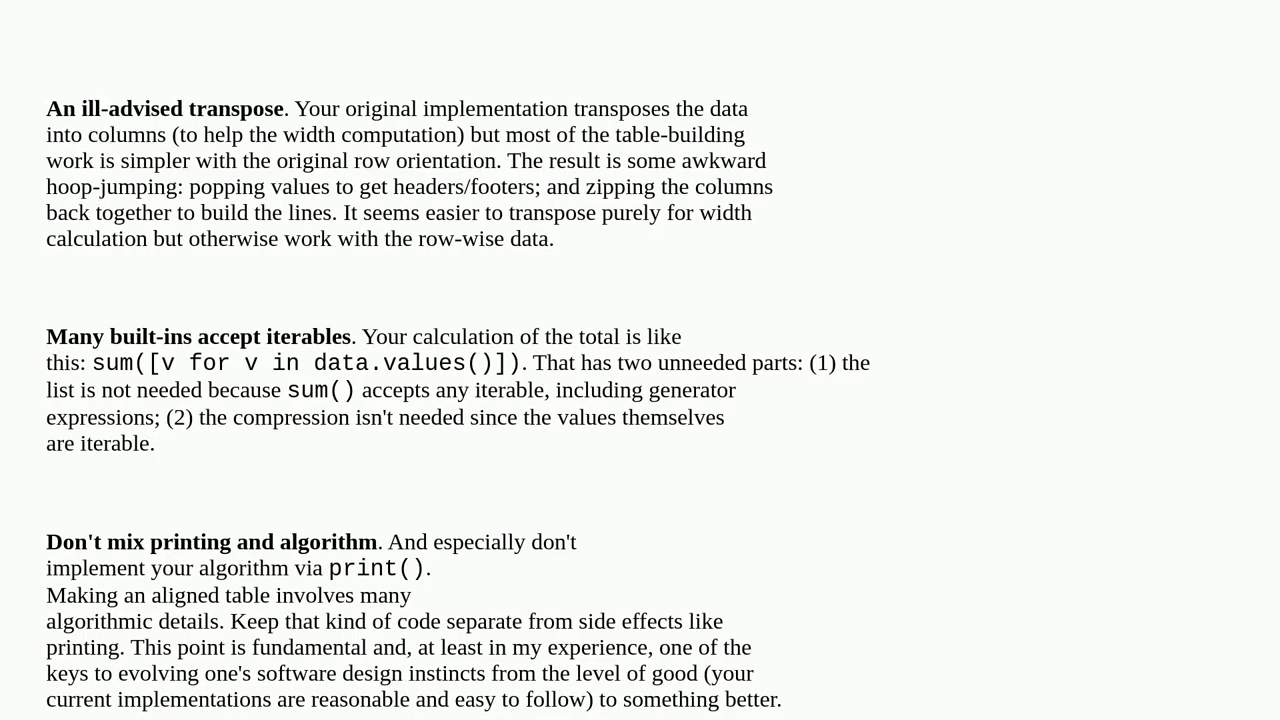 An ill-advised transpose. Your original implementation transposes the data
into columns (to help the width computation) but most of the table-building
work is simpler with the original row orientation. The result is some awkward
hoop-jumping: popping values to get headers/footers; and zipping the columns
back together to build the lines. It seems easier to transpose purely for width
calculation but otherwise work with the row-wise data.
Many built-ins accept iterables. Your calculation of the total is like
this: sum([v for v in data.values()]). That has two unneeded parts: (1) the
list is not needed because sum() accepts any iterable, including generator
expressions; (2) the compression isn't needed since the values themselves
are iterable.
Don't mix printing and algorithm. And especially don't
implement your algorithm via print().
Making an aligned table involves many
algorithmic details. Keep that kind of code separate from side effects like
printing. This point is fundamental and, at least in my experience, one of the
keys to evolving one's software design instincts from the level of good (your
current implementations are reasonable and easy to follow) to something better.